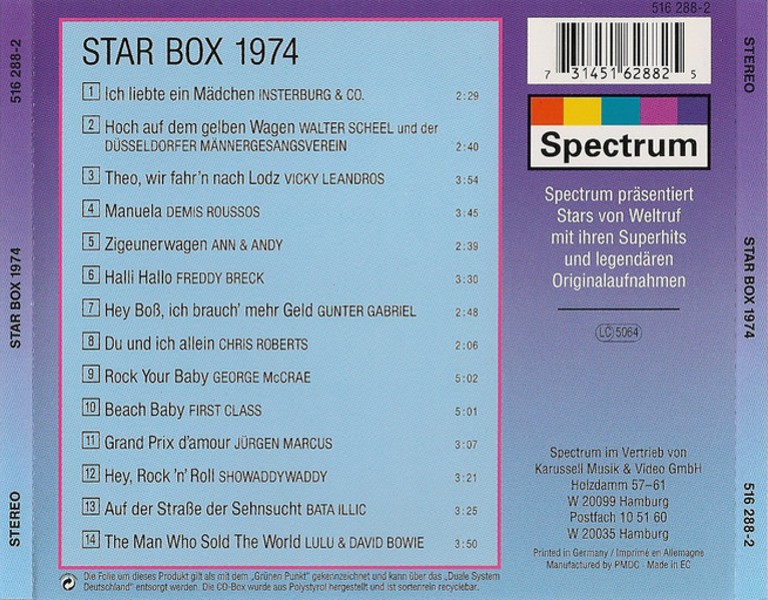 516 288-2
STAR BOX 1974
STEREO
STAR BOX 1974
1 Ich liebte ein Mädchen INSTERBURG & CO. 2:29
2 Hoch auf dem gelben Wagen WALTER SCHEEL und der
DÜSSELDORFER MÄNNERGESANGSVEREIN 2:40
3 Theo, wir fahr'n nach Lodz VICKY LEANDROS 3:54
4 Manuela DEMIS ROUSSOS 3:45
5 Zigeunerwagen ANN & ANDY 2:39
6 Halli Hallo FREDDY BRECK 3:30
7 Hey Boß, ich brauch' mehr Geld GUNTER GABRIEL 2:48
8 Du und ich allein CHRIS ROBERTS 2:06
9 Rock Your Baby GEORGE McCRAE 5:02
10 Beach Baby FIRST CLASS 5:01
11 Grand Prix d'amour JÜRGEN MARCUS 3:07
12 Hey, Rock 'n' Roll SHOWADDYWADDY 3:21
13 Auf der Straße der Sehnsucht BATA ILLIC 3:25
14 The Man Who Sold The World LULU & DAVID BOWIE 3:50
Die Folie um dieses Produkt gilt als mit dem „Grünen Punkt" gekennzeichnet und kann über das „Duale System
Deutschland" entsorgt werden. Die CD-Box wurde aus Polystyrol hergestellt und ist sortenrein recyclebar.
516 288-2
7 31451 62882 5
Spectrum
Spectrum präsentiert
Stars von Weltruf
mit ihren Superhits
und legendären
Originalaufnahmen
LC 5064
Spectrum im Vertrieb von
Karussell Musik & Video GmbH
Holzdamm 57–61
W 20099 Hamburg
Postfach 10 51 60
W 20035 Hamburg
Printed in Germany / Imprimé en Allemagne
Manufactured by PMDC · Made in EC
STEREO
STAR BOX 1974
516 288-2